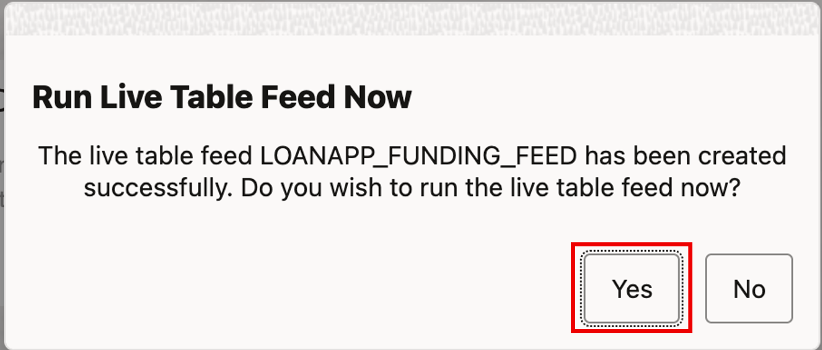 Run Live Table Feed Now
The live table feed LOANAPP_FUNDING_FEED has been created
successfully. Do you wish to run the live table feed now?
Yes
No